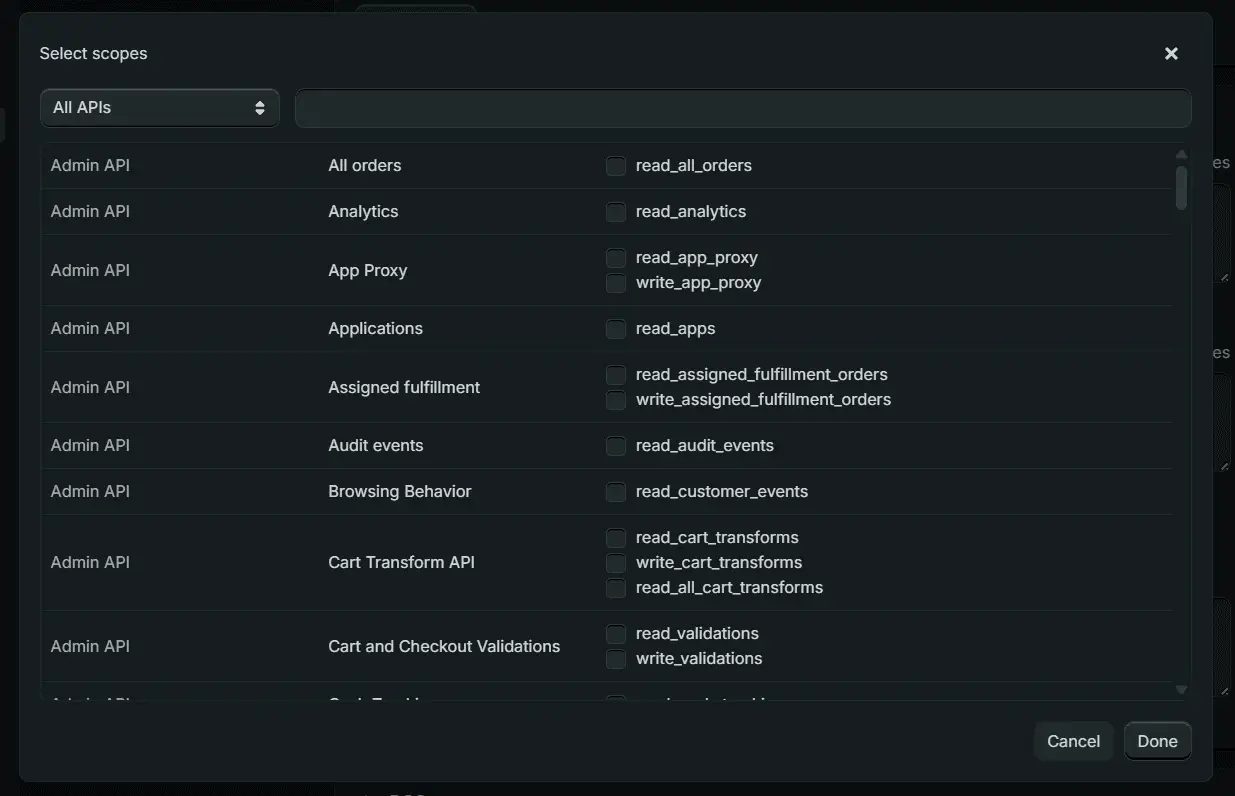 Select scopes
All APIs
Admin API All orders read_all_orders
Admin API Analytics read_analytics
Admin API App Proxy read_app_proxy
write_app_proxy
Admin API Applications read_apps
Admin API Assigned fulfillment read_assigned_fulfillment_orders
write_assigned_fulfillment_orders
Admin API Audit events read_audit_events
Admin API Browsing Behavior read_customer_events
Admin API Cart Transform API read_cart_transforms
write_cart_transforms
read_all_cart_transforms
Admin API Cart and Checkout Validations read_validations
write_validations
Cancel Done